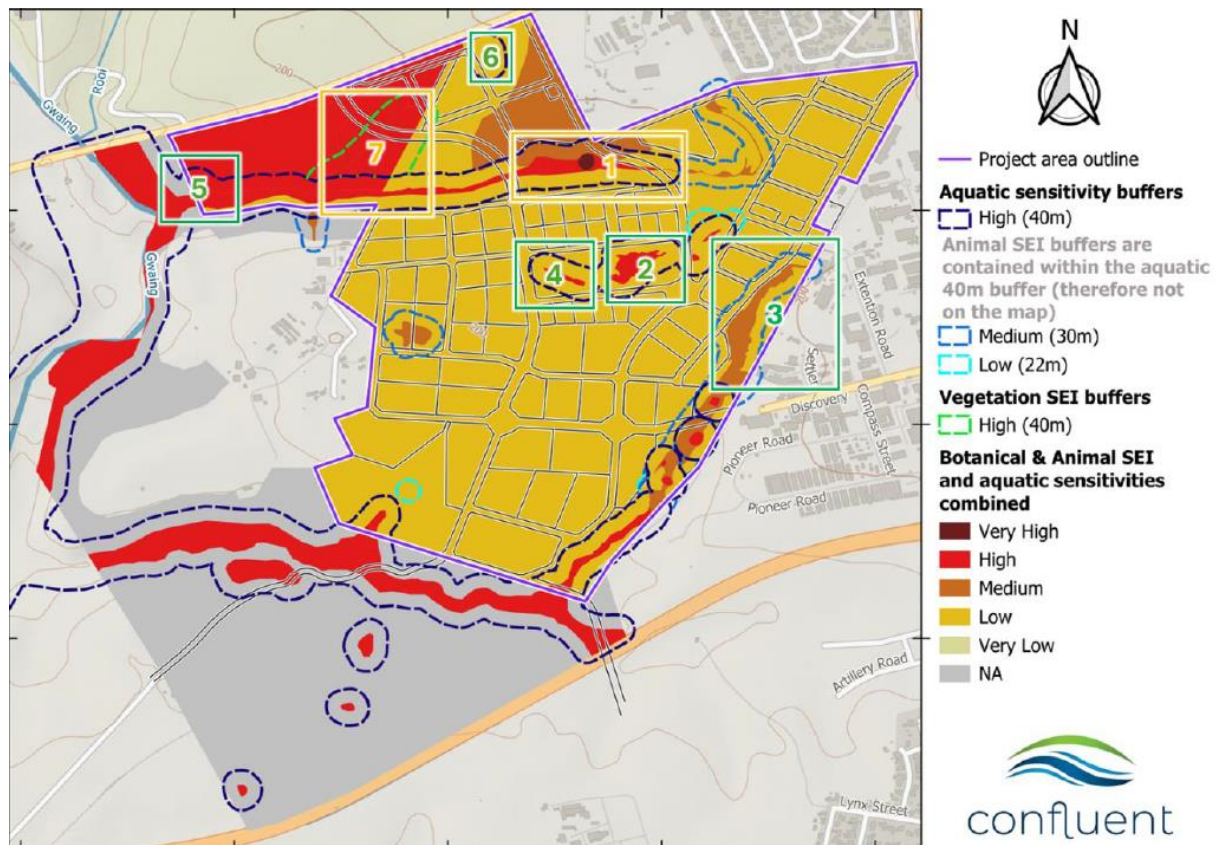 6
200
Gwaing
Rooi
7
1
5
Gwaing
4
2
3
Extention Road
Settler
Discovery
Compass Street
Pioneer Road
Pioneer Road
Artillery Road
Lynx Street
N
Project area outline
Aquatic sensitivity buffers
High (40m)
Animal SEI buffers are
contained within the aquatic
40m buffer (therefore not
on the map)
Medium (30m)
Low (22m)
Vegetation SEI buffers
High (40m)
Botanical & Animal SEI
and aquatic sensitivities
combined
Very High
High
Medium
Low
Very Low
NA
confluent